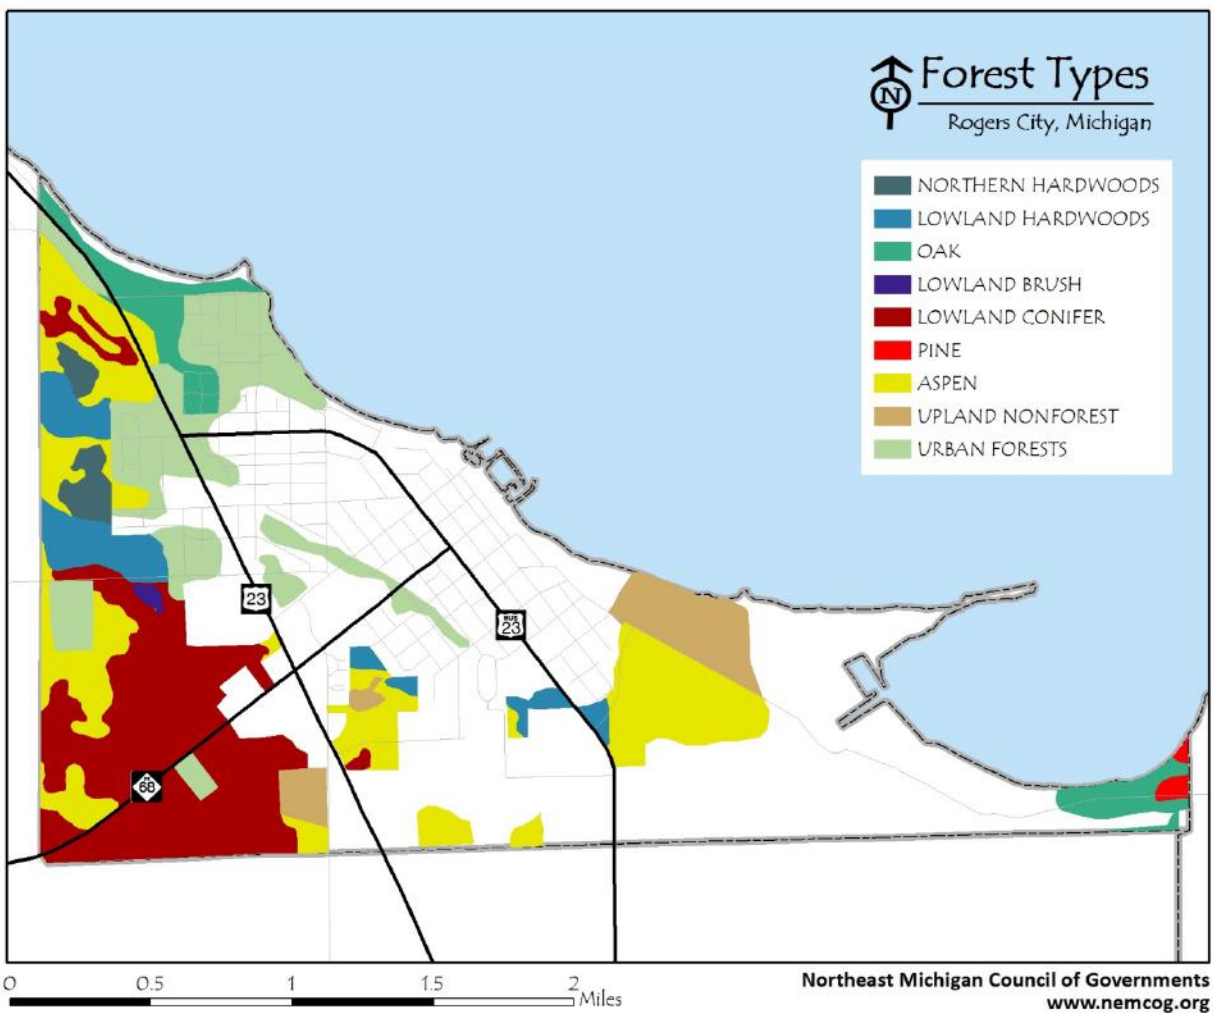 Forest Types
N
Rogers City, Michigan
NORTHERN HARDWOODS
LOWLAND HARDWOODS
OAK
LOWLAND BRUSH
LOWLAND CONIFER
PINE
ASPEN
UPLAND NONFOREST
URBAN FORESTS
23
BUS
23
68
0 0.5 1 1.5 2
Miles
Northeast Michigan Council of Governments
www.nemcog.org